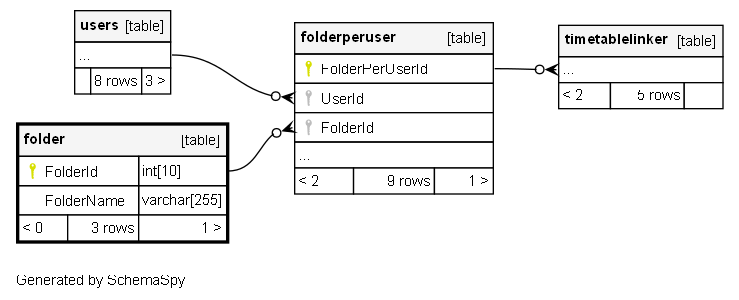 users [table]
...
8 rows 3 >
folder [table]
FolderId int[10]
FolderName varchar[255]
< 0 3 rows 1 >
folderperuser [table]
FolderPerUserId
UserId
FolderId
...
< 2 9 rows 1 >
timetablelinker [table]
...
< 2 5 rows
Generated by SchemaSpy